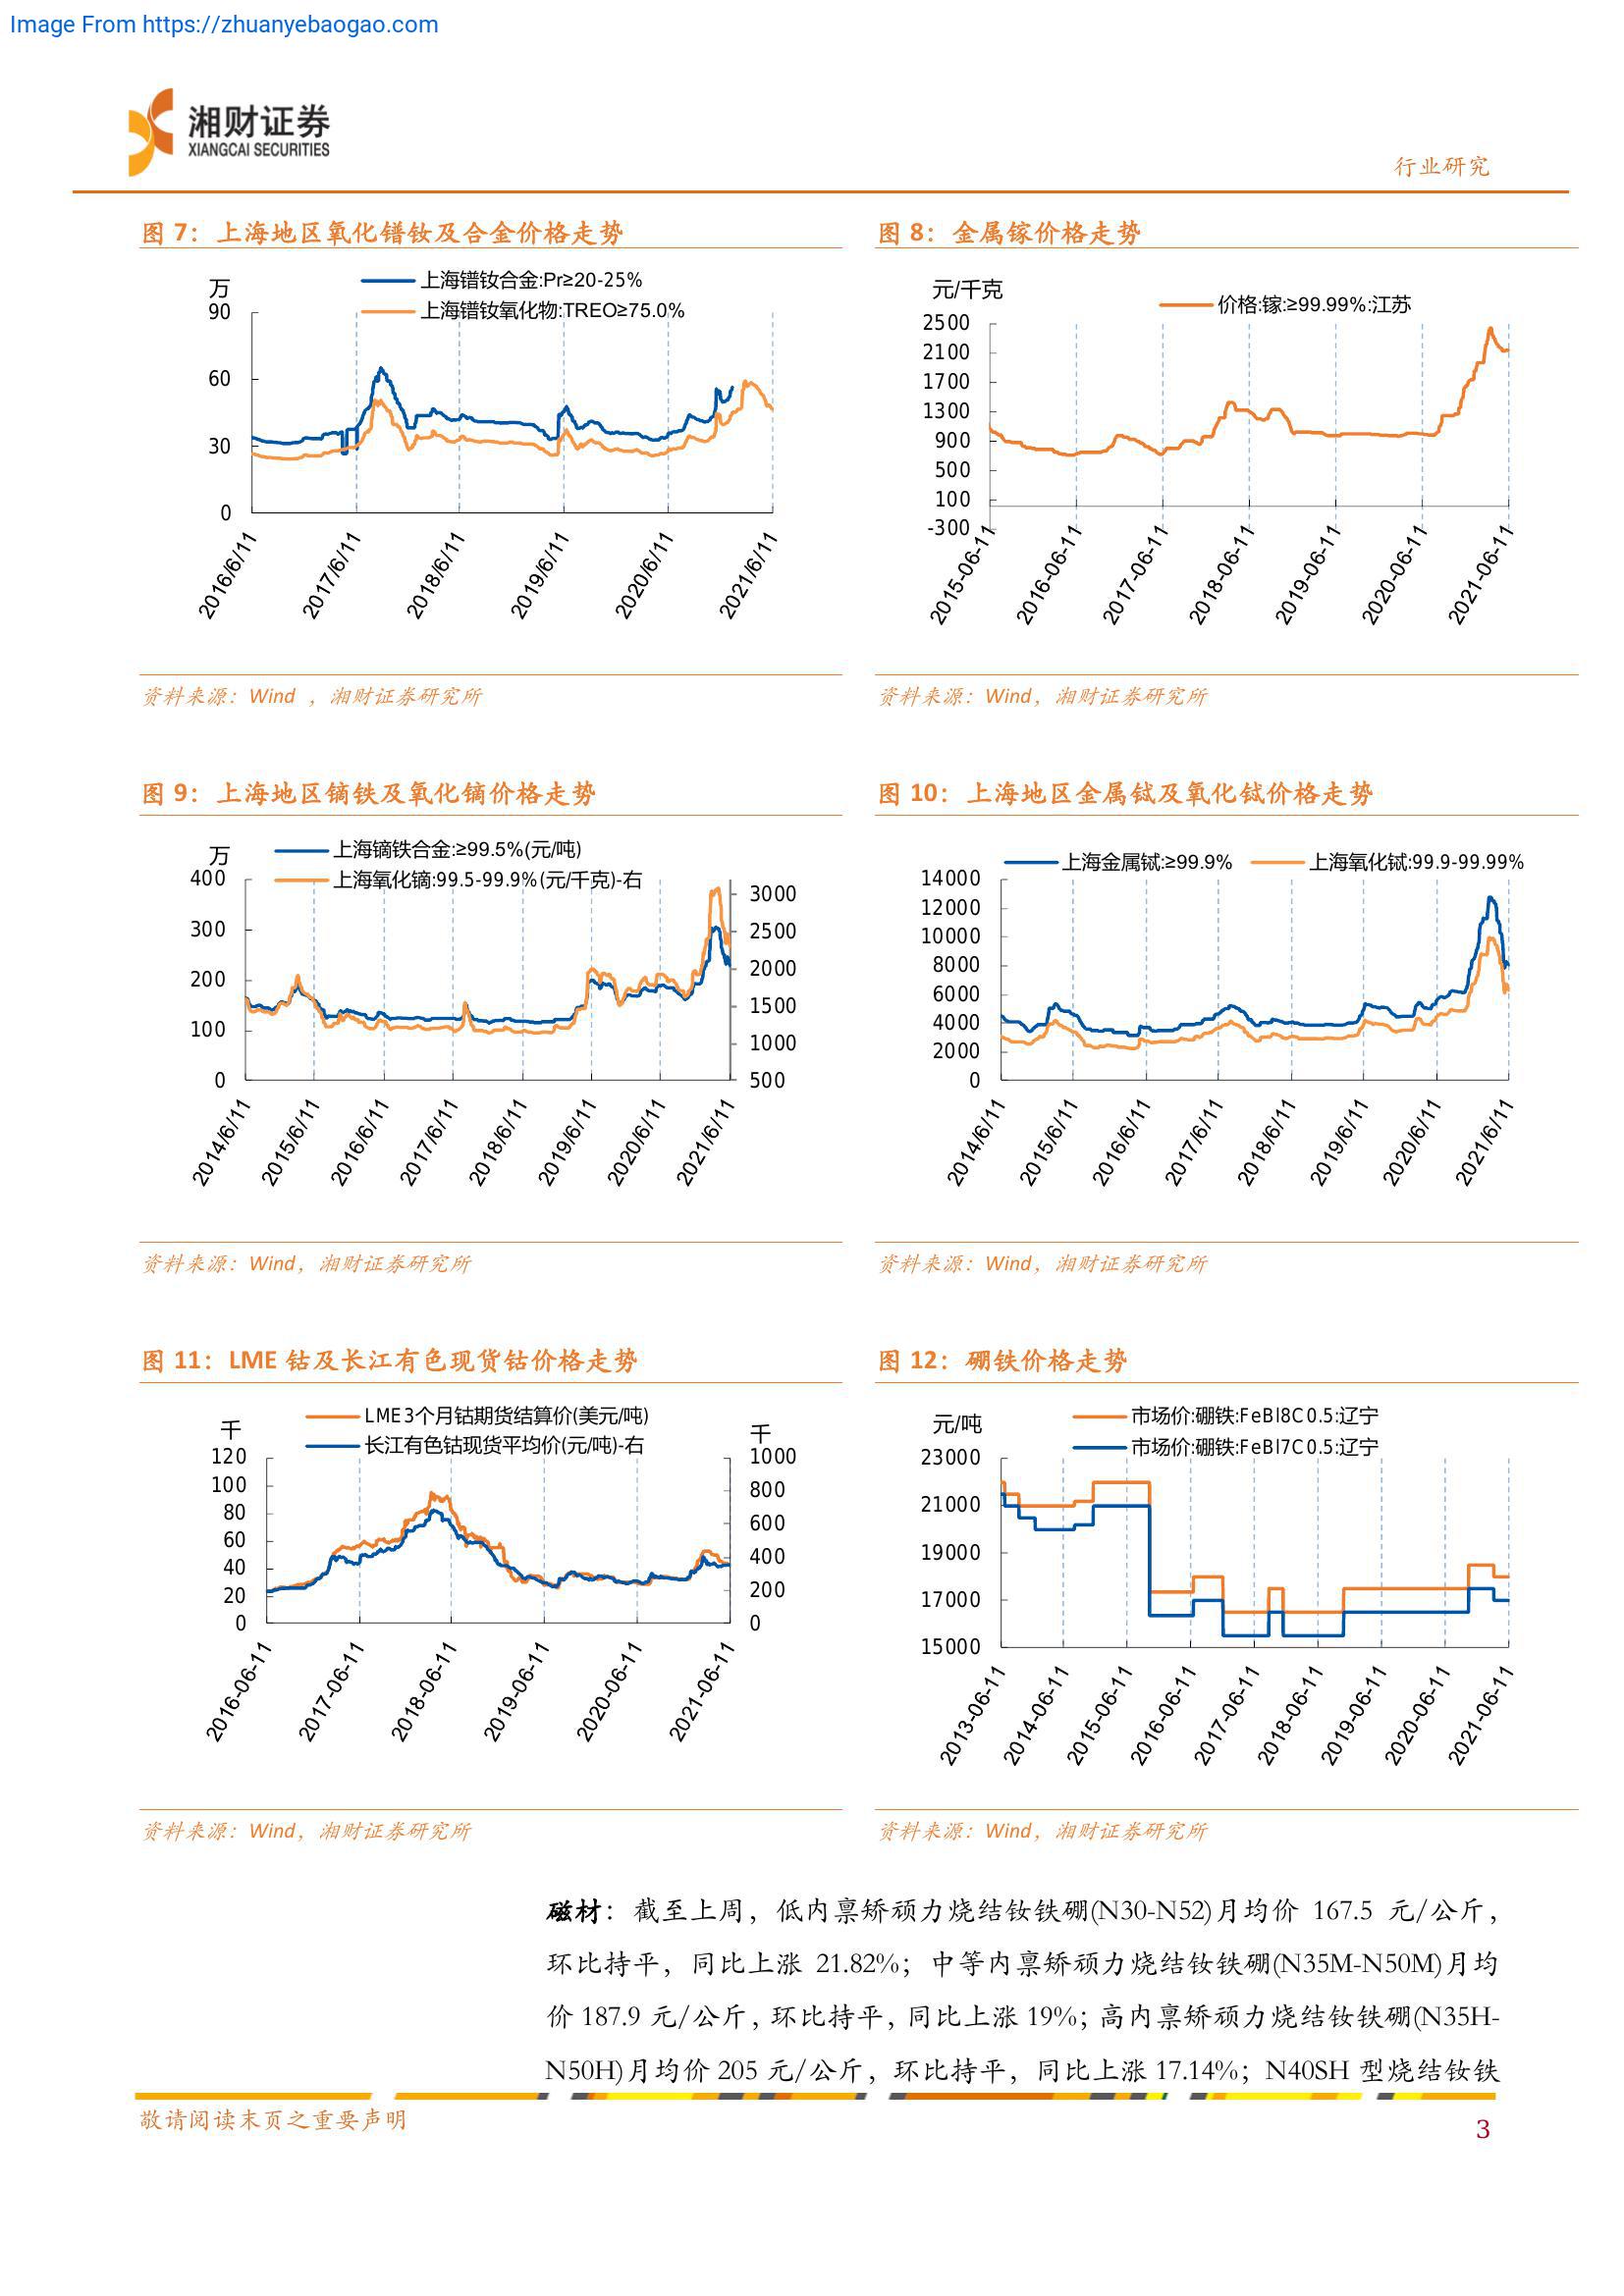 Image From https://zhuanyebaogao.com
湘财证券
XIANGCAI SECURITIES
行业研究
图 7：上海地区氧化镨钕及合金价格走势
万
上海镨钕合金:Pr≥20-25%
上海镨钕氧化物:TREO≥75.0%
90
60
30
0
2016/6/11
2017/6/11
2018/6/11
2019/6/11
2020/6/11
2021/6/11
资料来源：Wind ，湘财证券研究所
图 8：金属镓价格走势
元/千克
价格:镓:≥99.99%:江苏
2500
2100
1700
1300
900
500
100
-300
2015-06-11
2016-06-11
2017-06-11
2018-06-11
2019-06-11
2020-06-11
2021-06-11
资料来源：Wind，湘财证券研究所
图 9：上海地区镝铁及氧化镝价格走势
万
上海镝铁合金:≥99.5%(元/吨)
上海氧化镝:99.5-99.9%(元/千克)-右
400
300
200
100
0
3000
2500
2000
1500
1000
500
2014/6/11
2015/6/11
2016/6/11
2017/6/11
2018/6/11
2019/6/11
2020/6/11
2021/6/11
资料来源：Wind，湘财证券研究所
图 10：上海地区金属铽及氧化铽价格走势
上海金属铽:≥99.9%
上海氧化铽:99.9-99.99%
14000
12000
10000
8000
6000
4000
2000
0
2014/6/11
2015/6/11
2016/6/11
2017/6/11
2018/6/11
2019/6/11
2020/6/11
2021/6/11
资料来源：Wind，湘财证券研究所
图 11：LME 钴及长江有色现货钴价格走势
千
LME3个月钴期货结算价(美元/吨)
长江有色钴现货平均价(元/吨)-右
千
120
100
80
60
40
20
0
1000
800
600
400
200
0
2016-06-11
2017-06-11
2018-06-11
2019-06-11
2020-06-11
2021-06-11
资料来源：Wind，湘财证券研究所
图 12：硼铁价格走势
元/吨
市场价:硼铁:FeBl8C0.5:辽宁
市场价:硼铁:FeBl7C0.5:辽宁
23000
21000
19000
17000
15000
2013-06-11
2014-06-11
2015-06-11
2016-06-11
2017-06-11
2018-06-11
2019-06-11
2020-06-11
2021-06-11
资料来源：Wind，湘财证券研究所
磁材：截至上周，低内禀矫顽力烧结钕铁硼(N30-N52)月均价 167.5 元/公斤，
环比持平，同比上涨 21.82%；中等内禀矫顽力烧结钕铁硼(N35M-N50M)月均
价 187.9 元/公斤，环比持平，同比上涨 19%；高内禀矫顽力烧结钕铁硼(N35H-
N50H)月均价 205 元/公斤，环比持平，同比上涨 17.14%；N40SH 型烧结钕铁
敬请阅读末页之重要声明
3